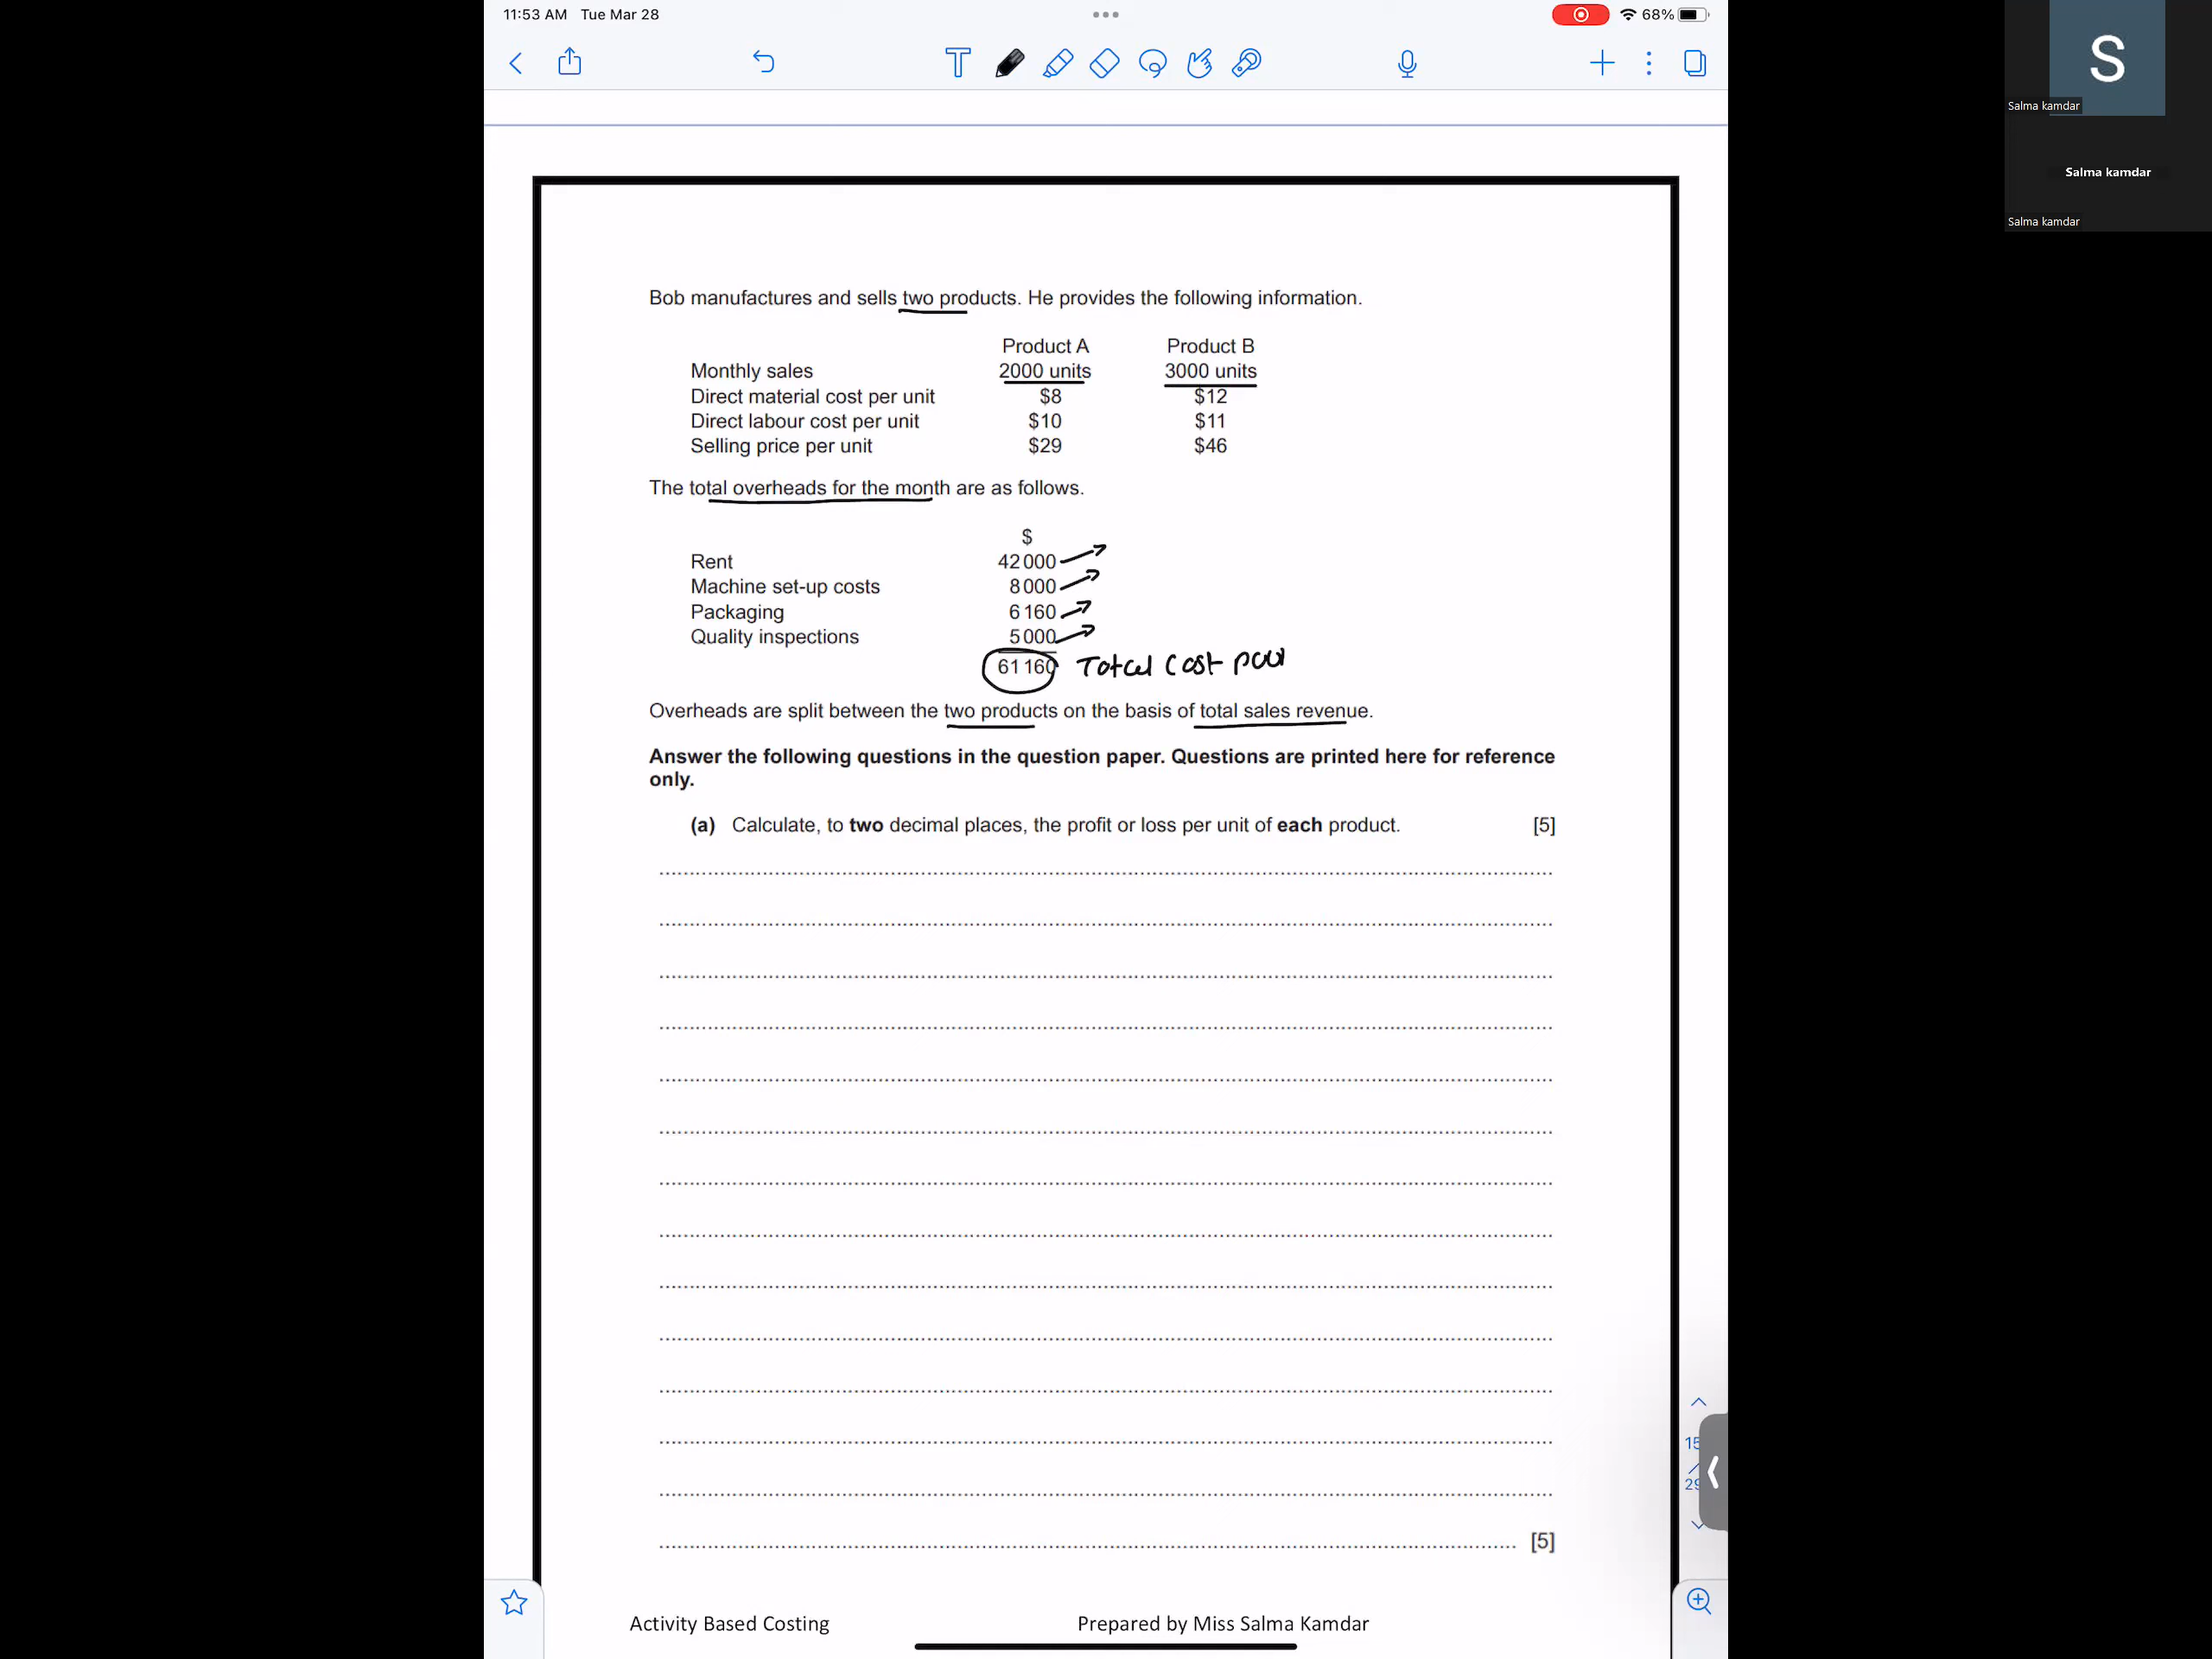 11:53 AM Tue Mar 28
68%
S
Salma kamdar
Salma kamdar
Salma kamdar
Bob manufactures and sells two products. He provides the following information.
Product A Product B
Monthly sales 2000 units 3000 units
Direct material cost per unit $8 $12
Direct labour cost per unit $10 $11
Selling price per unit $29 $46
The total overheads for the month are as follows.
$
Rent 42 000
Machine set-up costs 8 000
Packaging 6 160
Quality inspections 5 000
61 160 Total Cost pool
Overheads are split between the two products on the basis of total sales revenue.
Answer the following questions in the question paper. Questions are printed here for reference
only.
(a) Calculate, to two decimal places, the profit or loss per unit of each product. [5]
[5]
15
29
Activity Based Costing Prepared by Miss Salma Kamdar